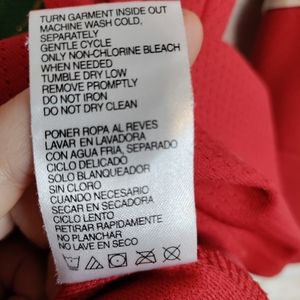 TURN GARMENT INSIDE OUT
MACHINE WASH COLD,
SEPARATELY
GENTLE CYCLE
ONLY NON-CHLORINE BLEACH
WHEN NEEDED
TUMBLE DRY LOW
REMOVE PROMPTLY
DO NOT IRON
DO NOT DRY CLEAN
PONER ROPA AL REVES
LAVAR EN LAVADORA
CON AGUA FRIA, SEPARADO
CICLO DELICADO
SOLO BLANQUEADOR
SIN CLORO
CUANDO NECESARIO
SECAR EN SECADORA
CICLO LENTO
RETIRAR RAPIDAMENTE
NO PLANCHAR
NO LAVE EN SECO